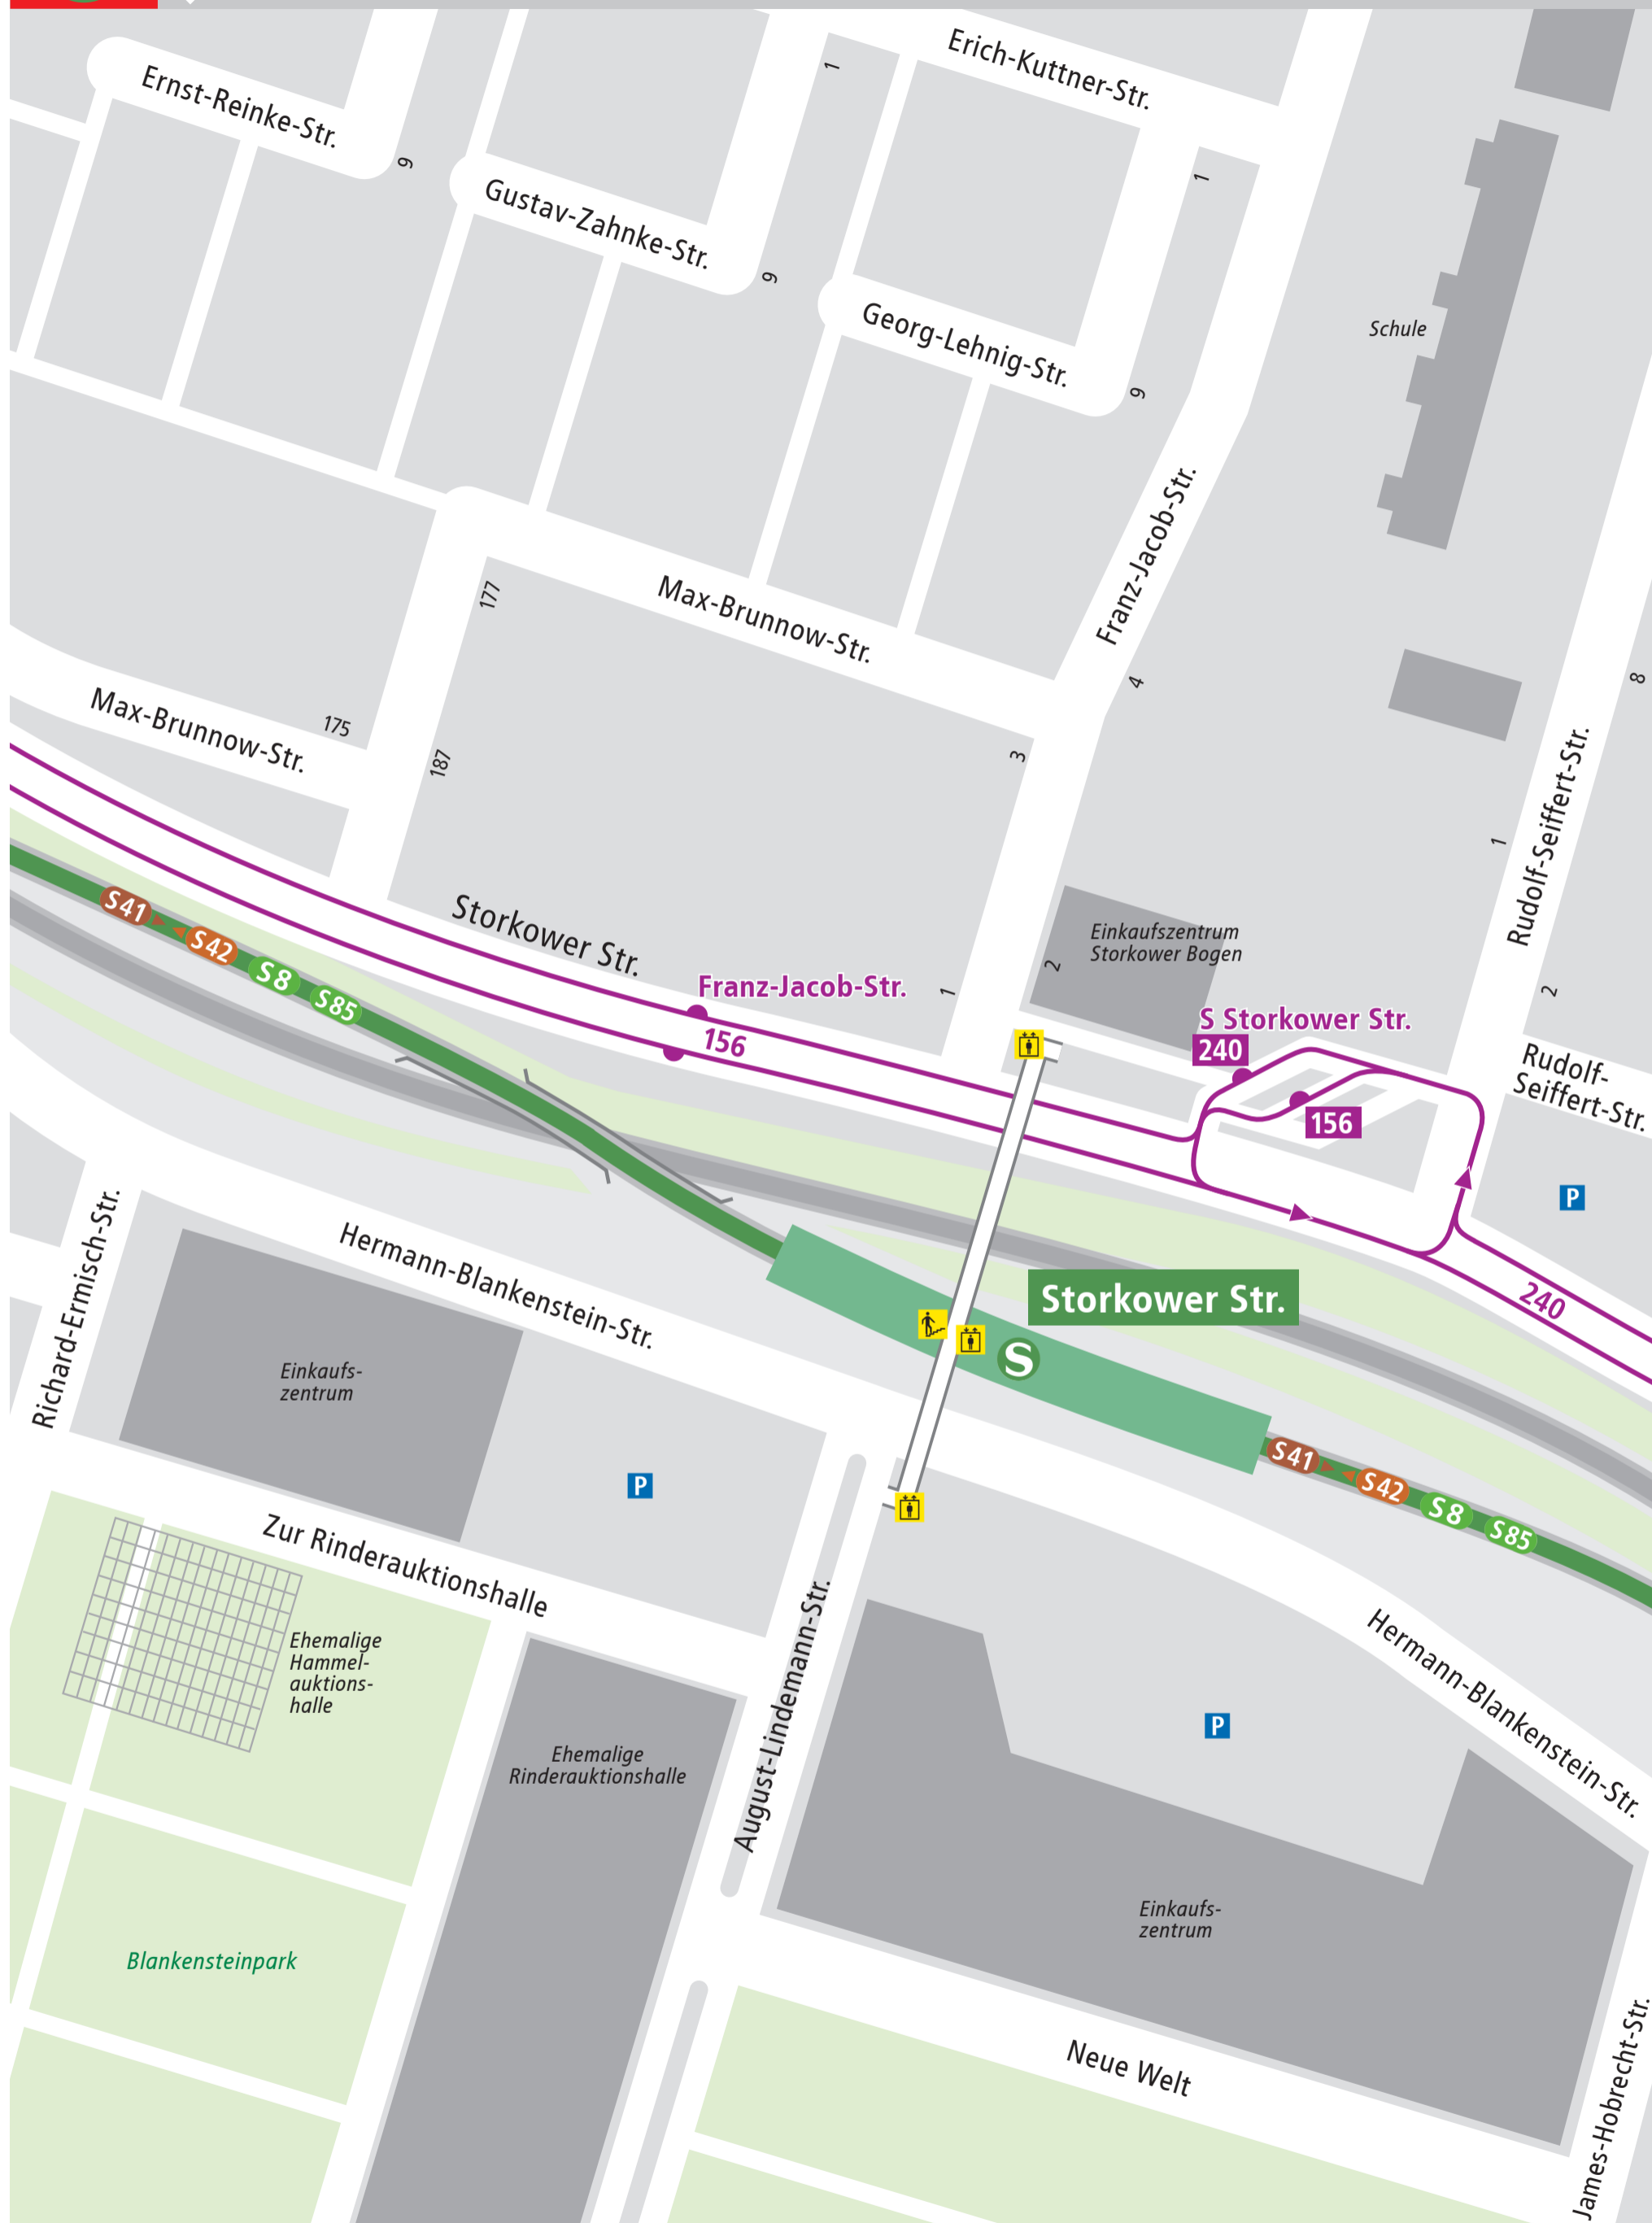 Erich-Kuttner-Str.
Ernst-Reinke-Str.
1
9
1
Gustav-Zahnke-Str.
9
Georg-Lehnig-Str.
Schule
9
Franz-Jacob-Str.
177
Max-Brunnow-Str.
4
8
Max-Brunnow-Str.
175
187
3
Rudolf-Seiffert-Str.
1
Storkower Str.
Einkaufszentrum
Storkower Bogen
2
2
1
S41
S42
S8
S85
Franz-Jacob-Str.
156
S Storkower Str.
240
156
Rudolf-
Seiffert-Str.
P
Richard-Ermisch-Str.
Hermann-Blankenstein-Str.
Storkower Str.
240
S
Einkaufs-
zentrum
P
S41
S42
S8
S85
Zur Rinderauktionshalle
Ehemalige
Hammel-
auktions-
halle
August-Lindemann-Str.
Hermann-Blankenstein-Str.
P
Ehemalige
Rinderauktionshalle
Einkaufs-
zentrum
Blankensteinpark
Neue Welt
James-Hobrecht-Str.